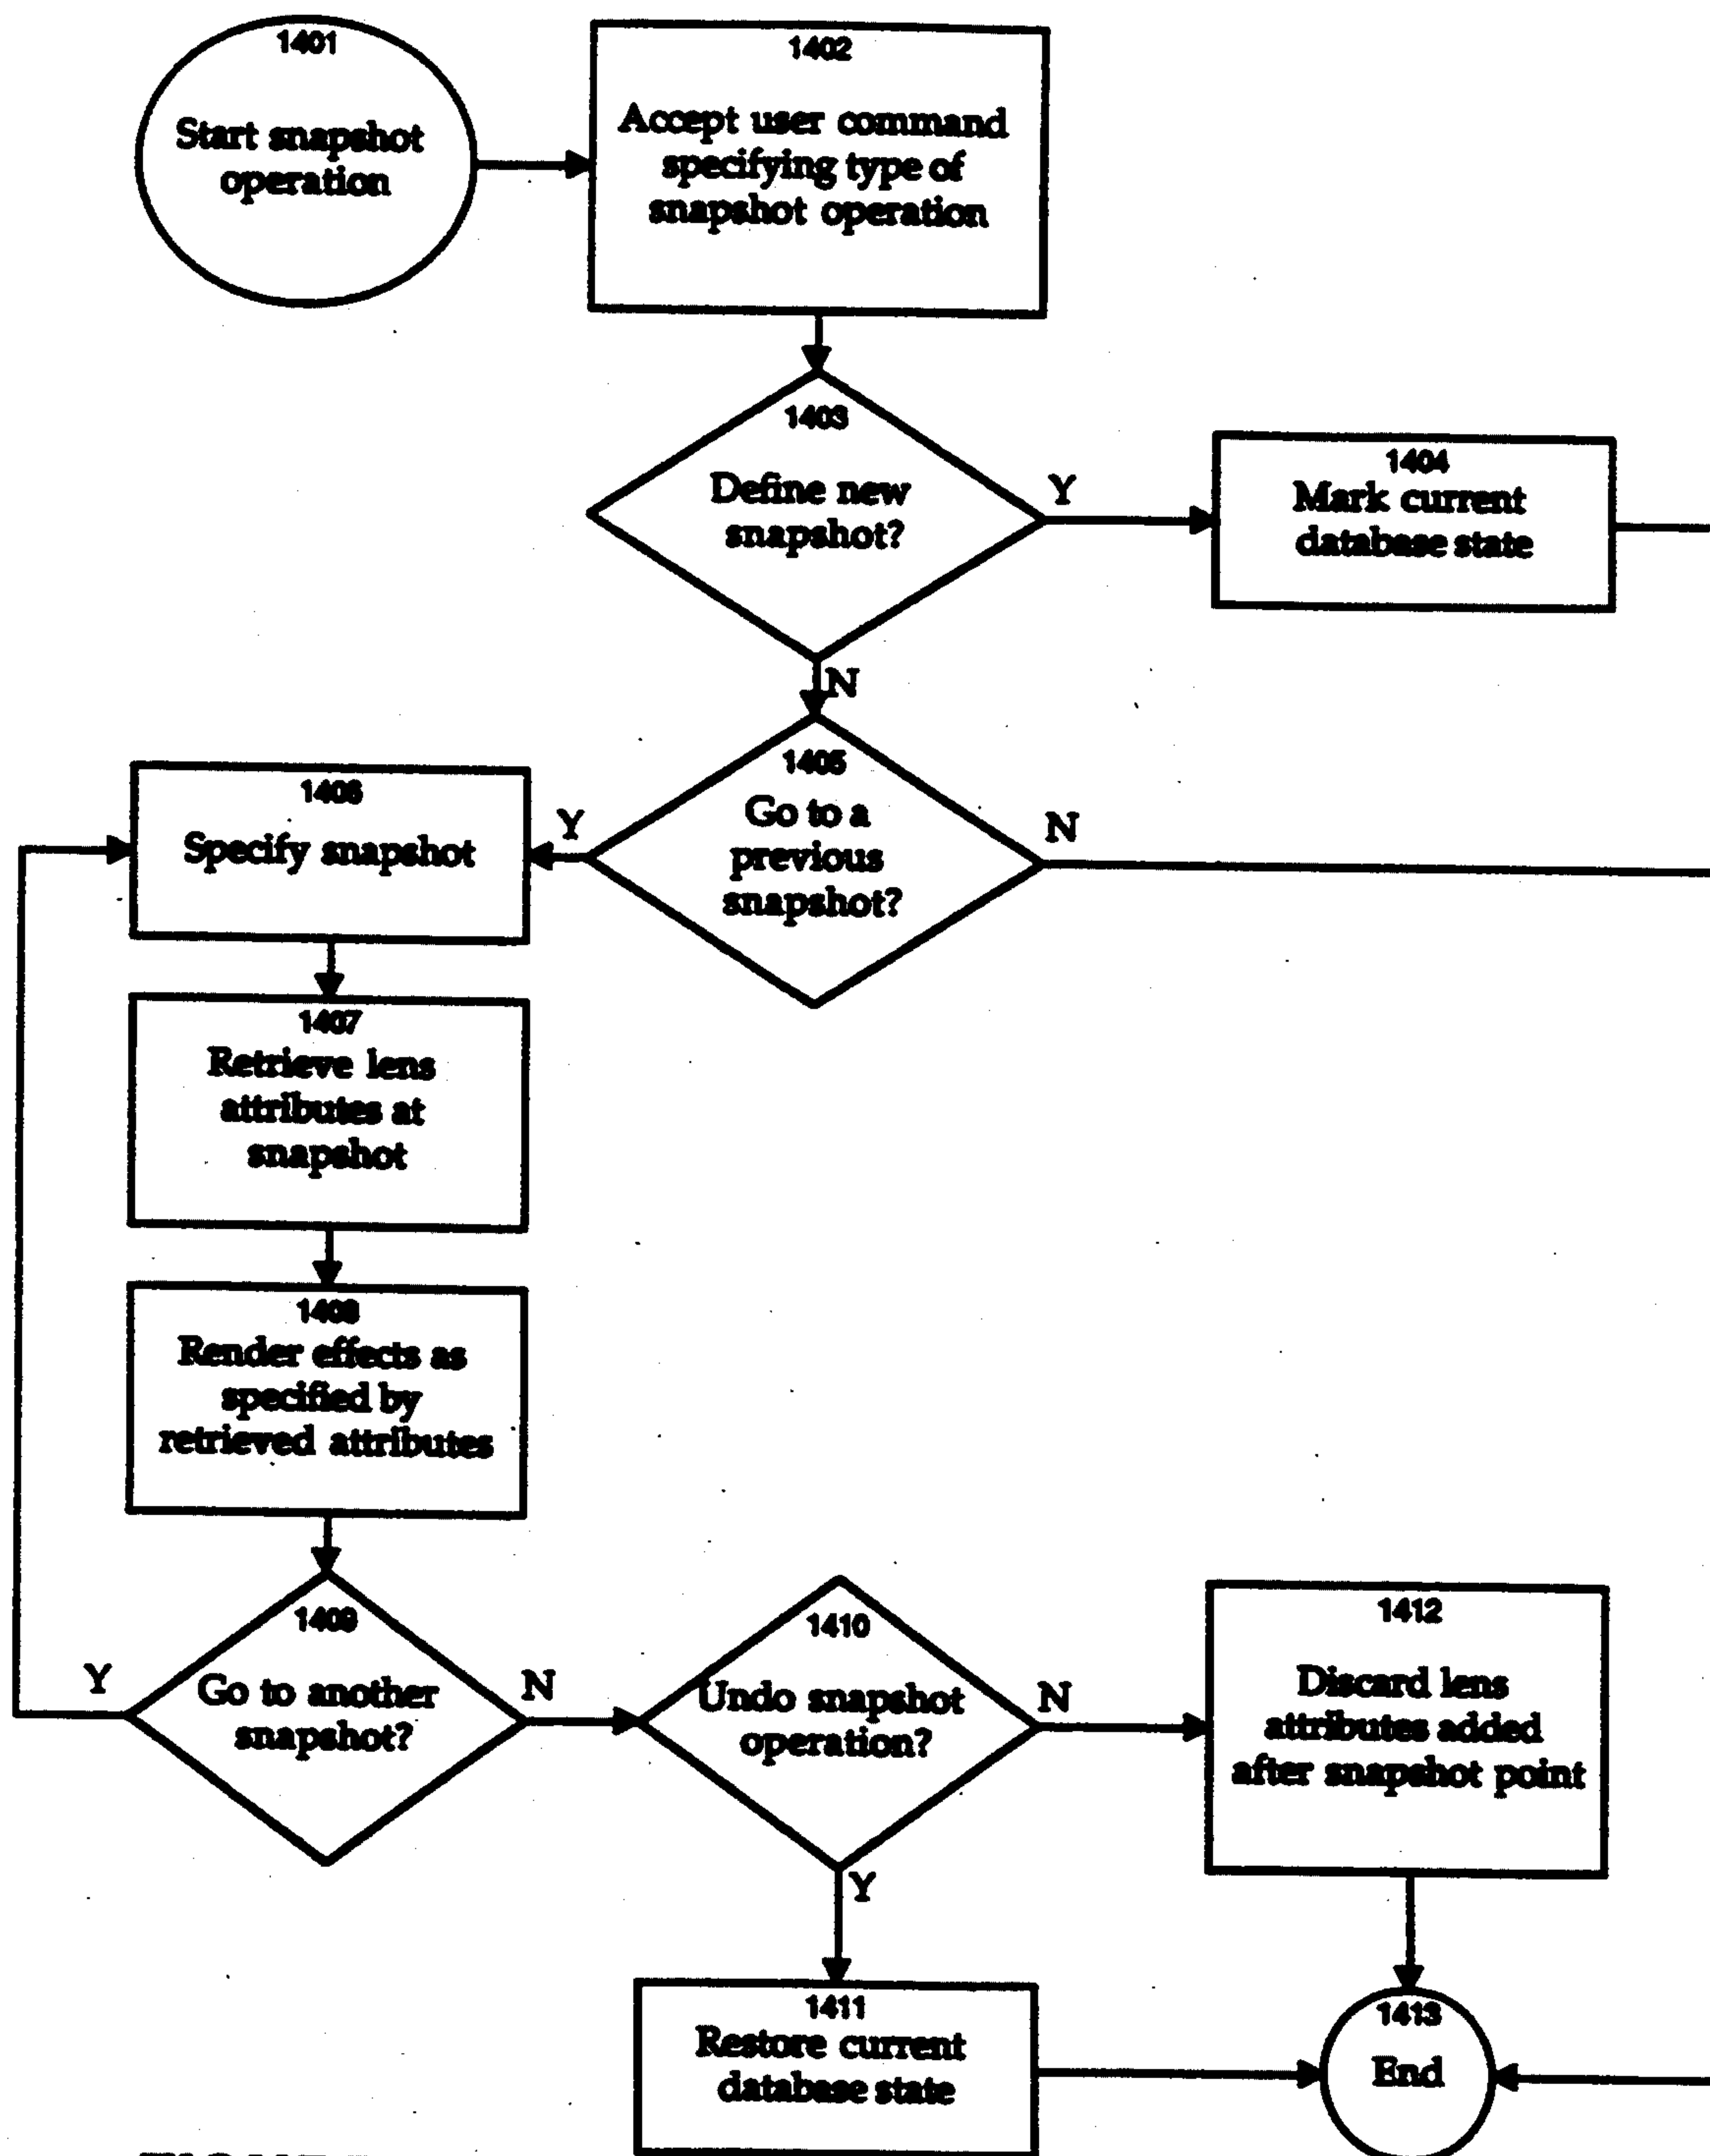 1401
Start snapshot
operation
1402
Accept user command
specifying type of
snapshot operation
1403
Define new
snapshot?
Y
N
1404
Mark current
database state
1405
Go to a
previous
snapshot?
Y
N
1406
Specify snapshot
1407
Retrieve lens
attributes at
snapshot
1408
Render effects as
specified by
retrieved attributes
1409
Go to another
snapshot?
Y
N
1410
Undo snapshot
operation?
N
Y
1412
Discard lens
attributes added
after snapshot point
1411
Restore current
database state
1413
End